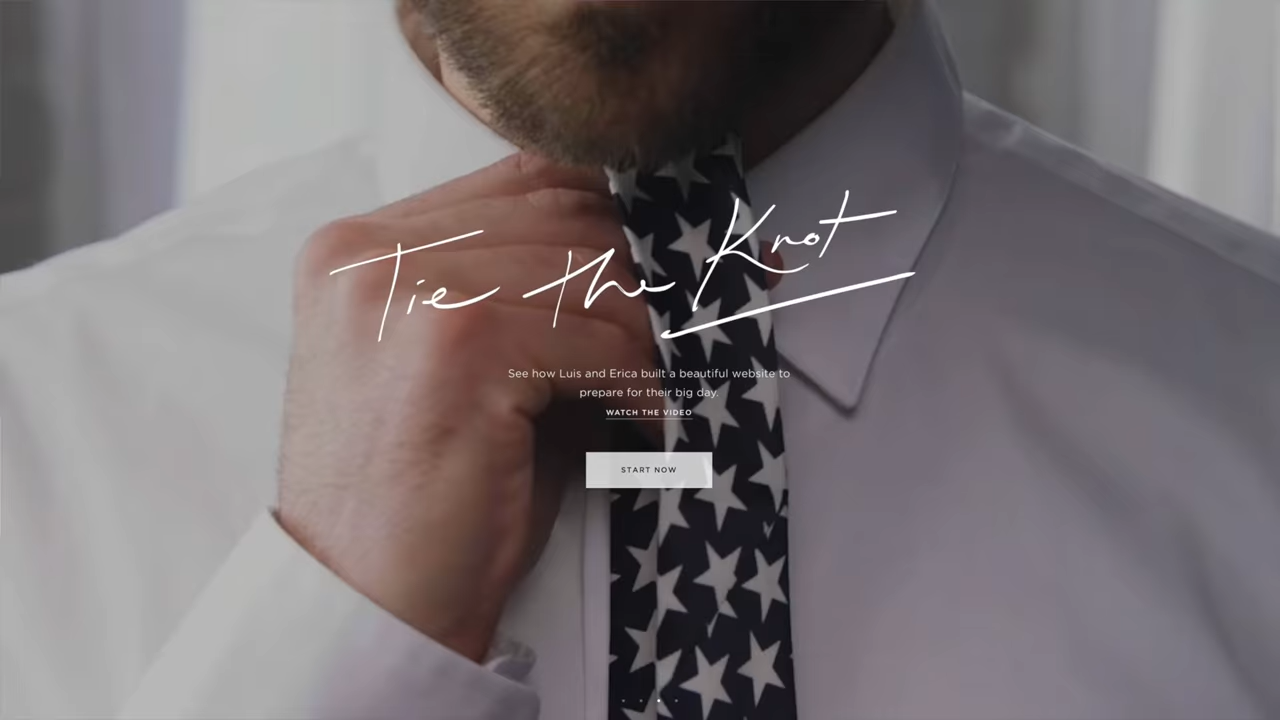 Tie the Knot
See how Luis and Erica built a beautiful website to
prepare for their big day.
WATCH THE VIDEO
START NOW